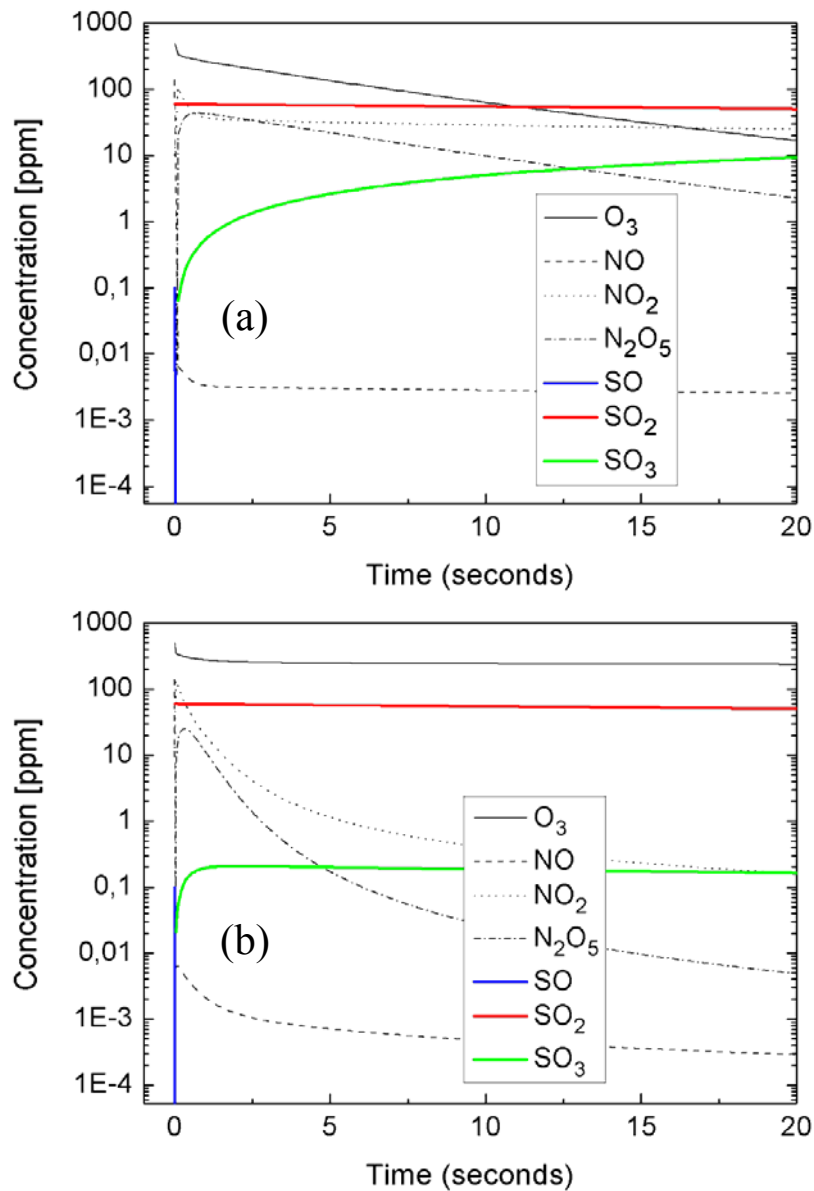 1000
100
10
1
0,1
0,01
1E-3
1E-4
Concentration [ppm]
(a)
O₃
NO
NO₂
N₂O₅
SO
SO₂
SO₃
0 5 10 15 20
Time (seconds)
1000
100
10
1
0,1
0,01
1E-3
1E-4
Concentration [ppm]
(b)
O₃
NO
NO₂
N₂O₅
SO
SO₂
SO₃
0 5 10 15 20
Time (seconds)